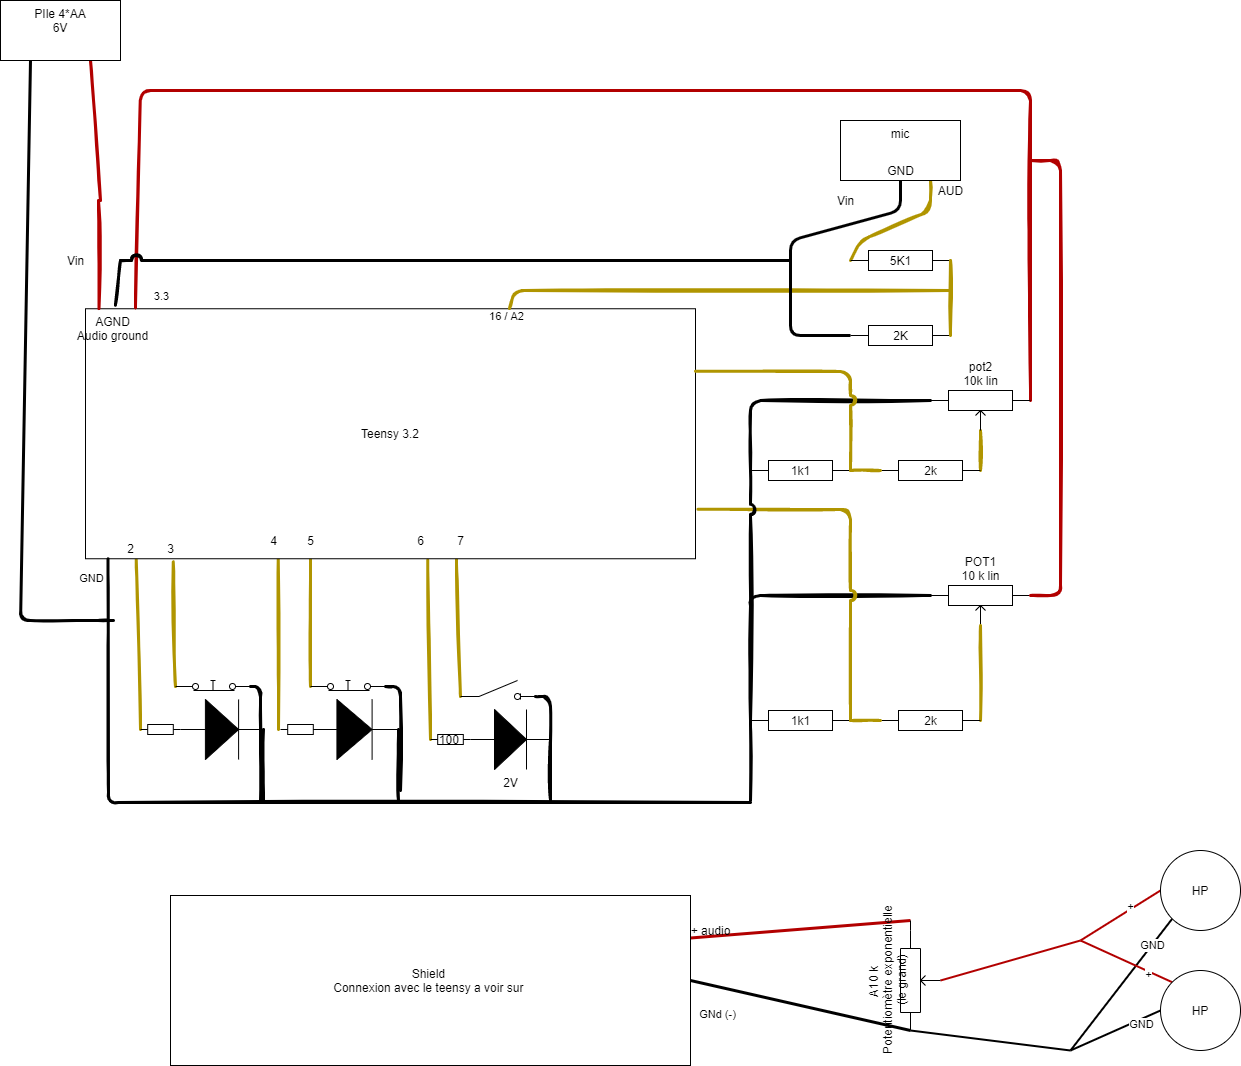 PIle 4*AA
6V
mic
GND
Vin
AUD
Vin
5K1
3.3
AGND
Audio ground
16 / A2
2K
pot2
10k lin
Teensy 3.2
1k1
2k
2
3
4
5
6
7
GND
POT1
10 k lin
T
T
1k1
2k
100
2V
HP
+
+ audio
GND
Shield
Connexion avec le teensy a voir sur
A10 k
Potentiomètre exponentielle
(le grand)
+
GNd (-)
GND
HP